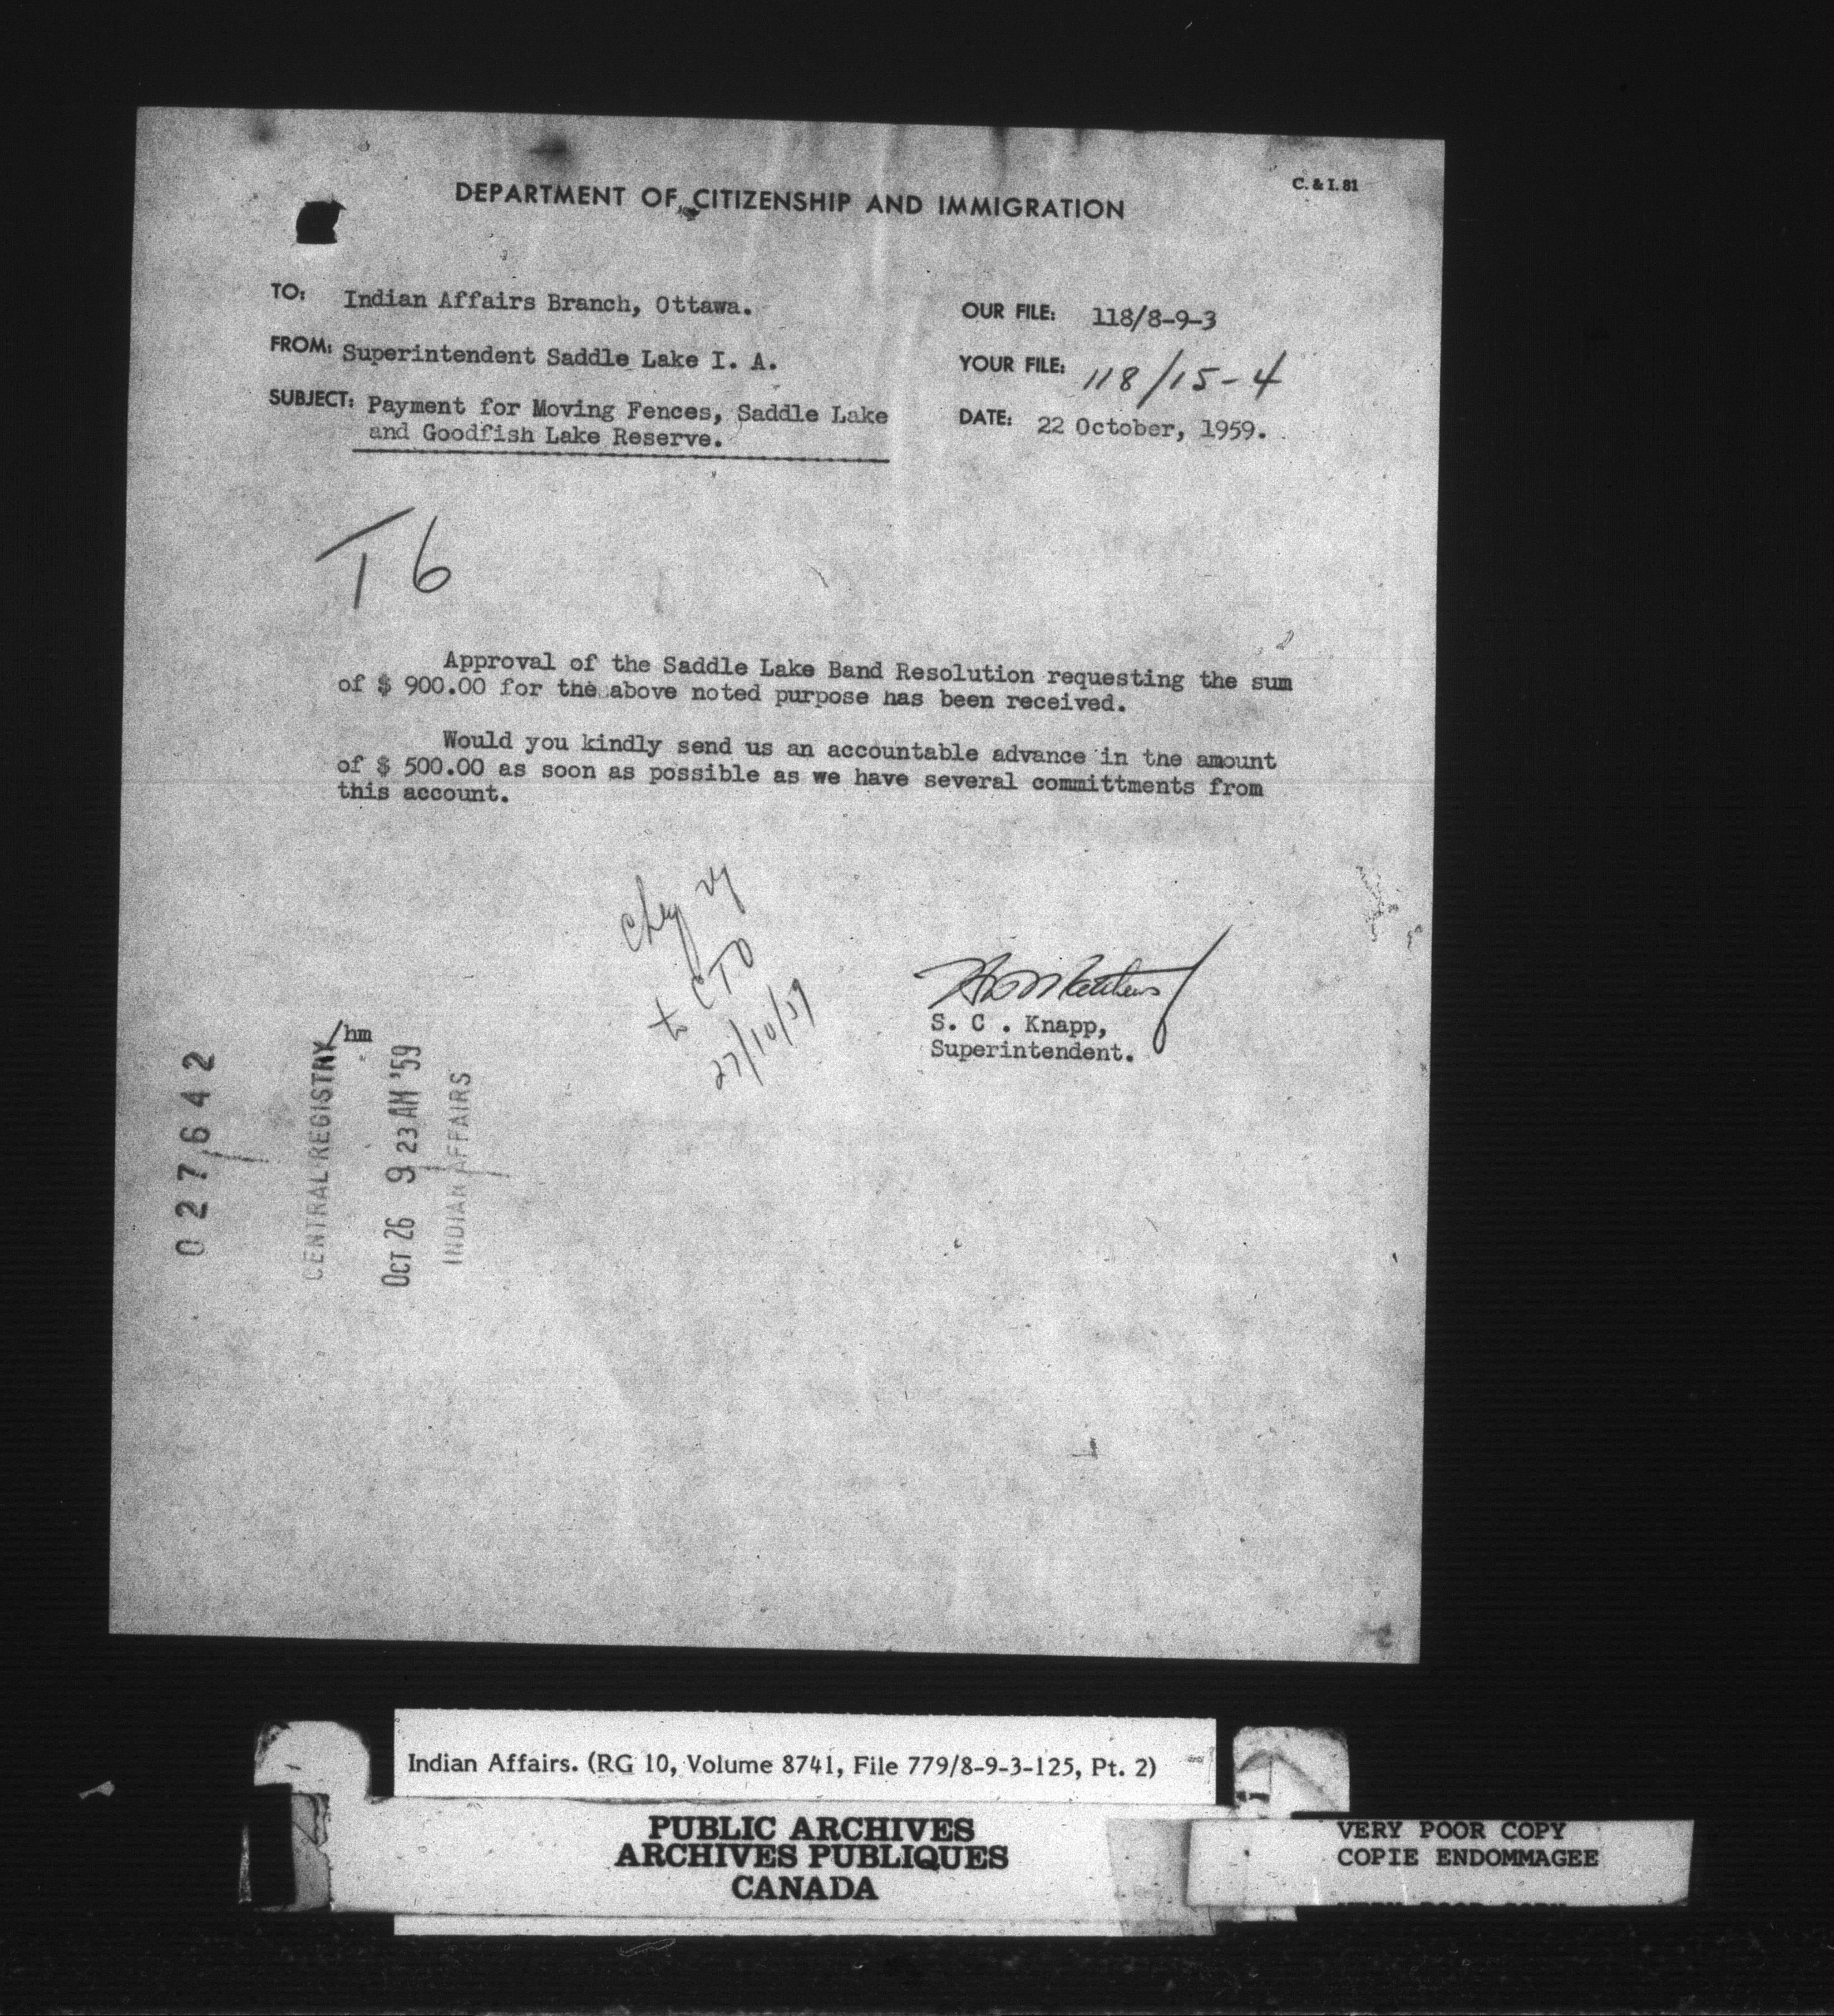 C. & I. 81
DEPARTMENT OF CITIZENSHIP AND IMMIGRATION
TO: Indian Affairs Branch, Ottawa.
OUR FILE: 118/8-9-3
FROM: Superintendent Saddle Lake I. A.
YOUR FILE: 118/15-4
SUBJECT: Payment for Moving Fences, Saddle Lake
and Goodfish Lake Reserve.
DATE: 22 October, 1959.
T 6
Approval of the Saddle Lake Band Resolution requesting the sum
of $ 900.00 for the above noted purpose has been received.
Would you kindly send us an accountable advance in the amount
of $ 500.00 as soon as possible as we have several committments from
this account.
to CTO
27/10/59
S. C . Knapp,
Superintendent.
/hm
027642
CENTRAL REGISTRY
OCT 26 9 23 AM '59
INDIAN AFFAIRS
Indian Affairs. (RG 10, Volume 8741, File 779/8-9-3-125, Pt. 2)
PUBLIC ARCHIVES
ARCHIVES PUBLIQUES
CANADA
VERY POOR COPY
COPIE ENDOMMAGEE